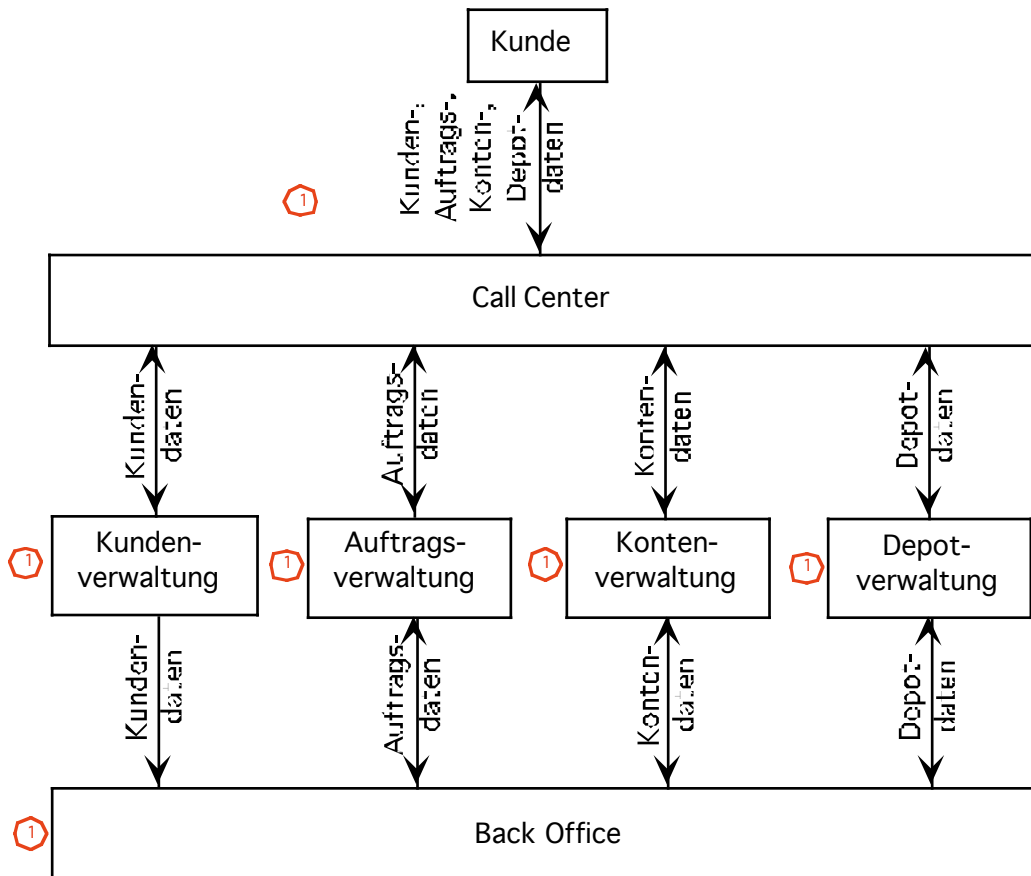 Kunde
Kunden-,
Auftrags-,
Konten-,
Depot-
daten
1
Call Center
Kunden-
daten
Auftrags-
daten
Konten-
daten
Depot-
daten
1
Kunden-
verwaltung
1
Auftrags-
verwaltung
1
Konten-
verwaltung
1
Depot-
verwaltung
Kunden-
daten
Auftrags-
daten
Konten-
daten
Depot-
daten
1
Back Office